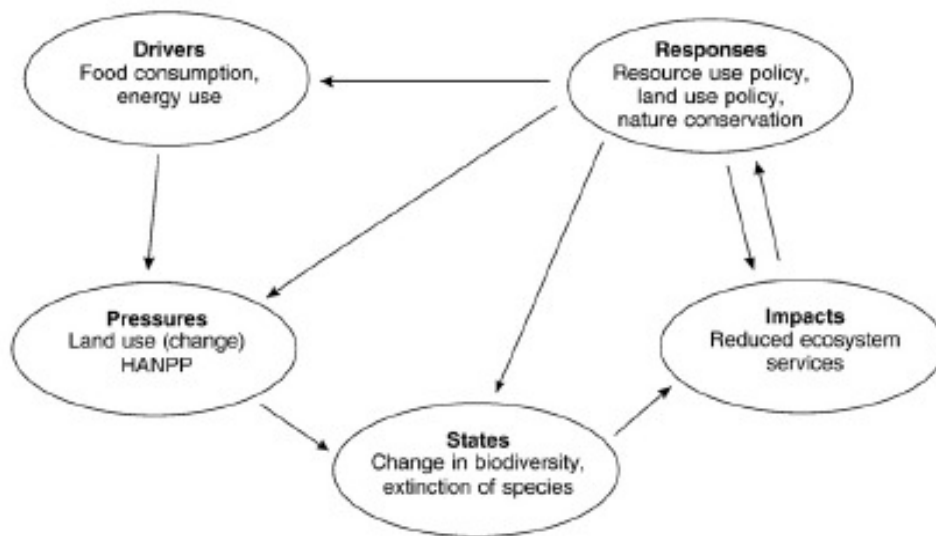 Drivers
Food consumption,
energy use
Responses
Resource use policy,
land use policy,
nature conservation
Pressures
Land use (change)
HANPP
Impacts
Reduced ecosystem
services
States
Change in biodiversity,
extinction of species